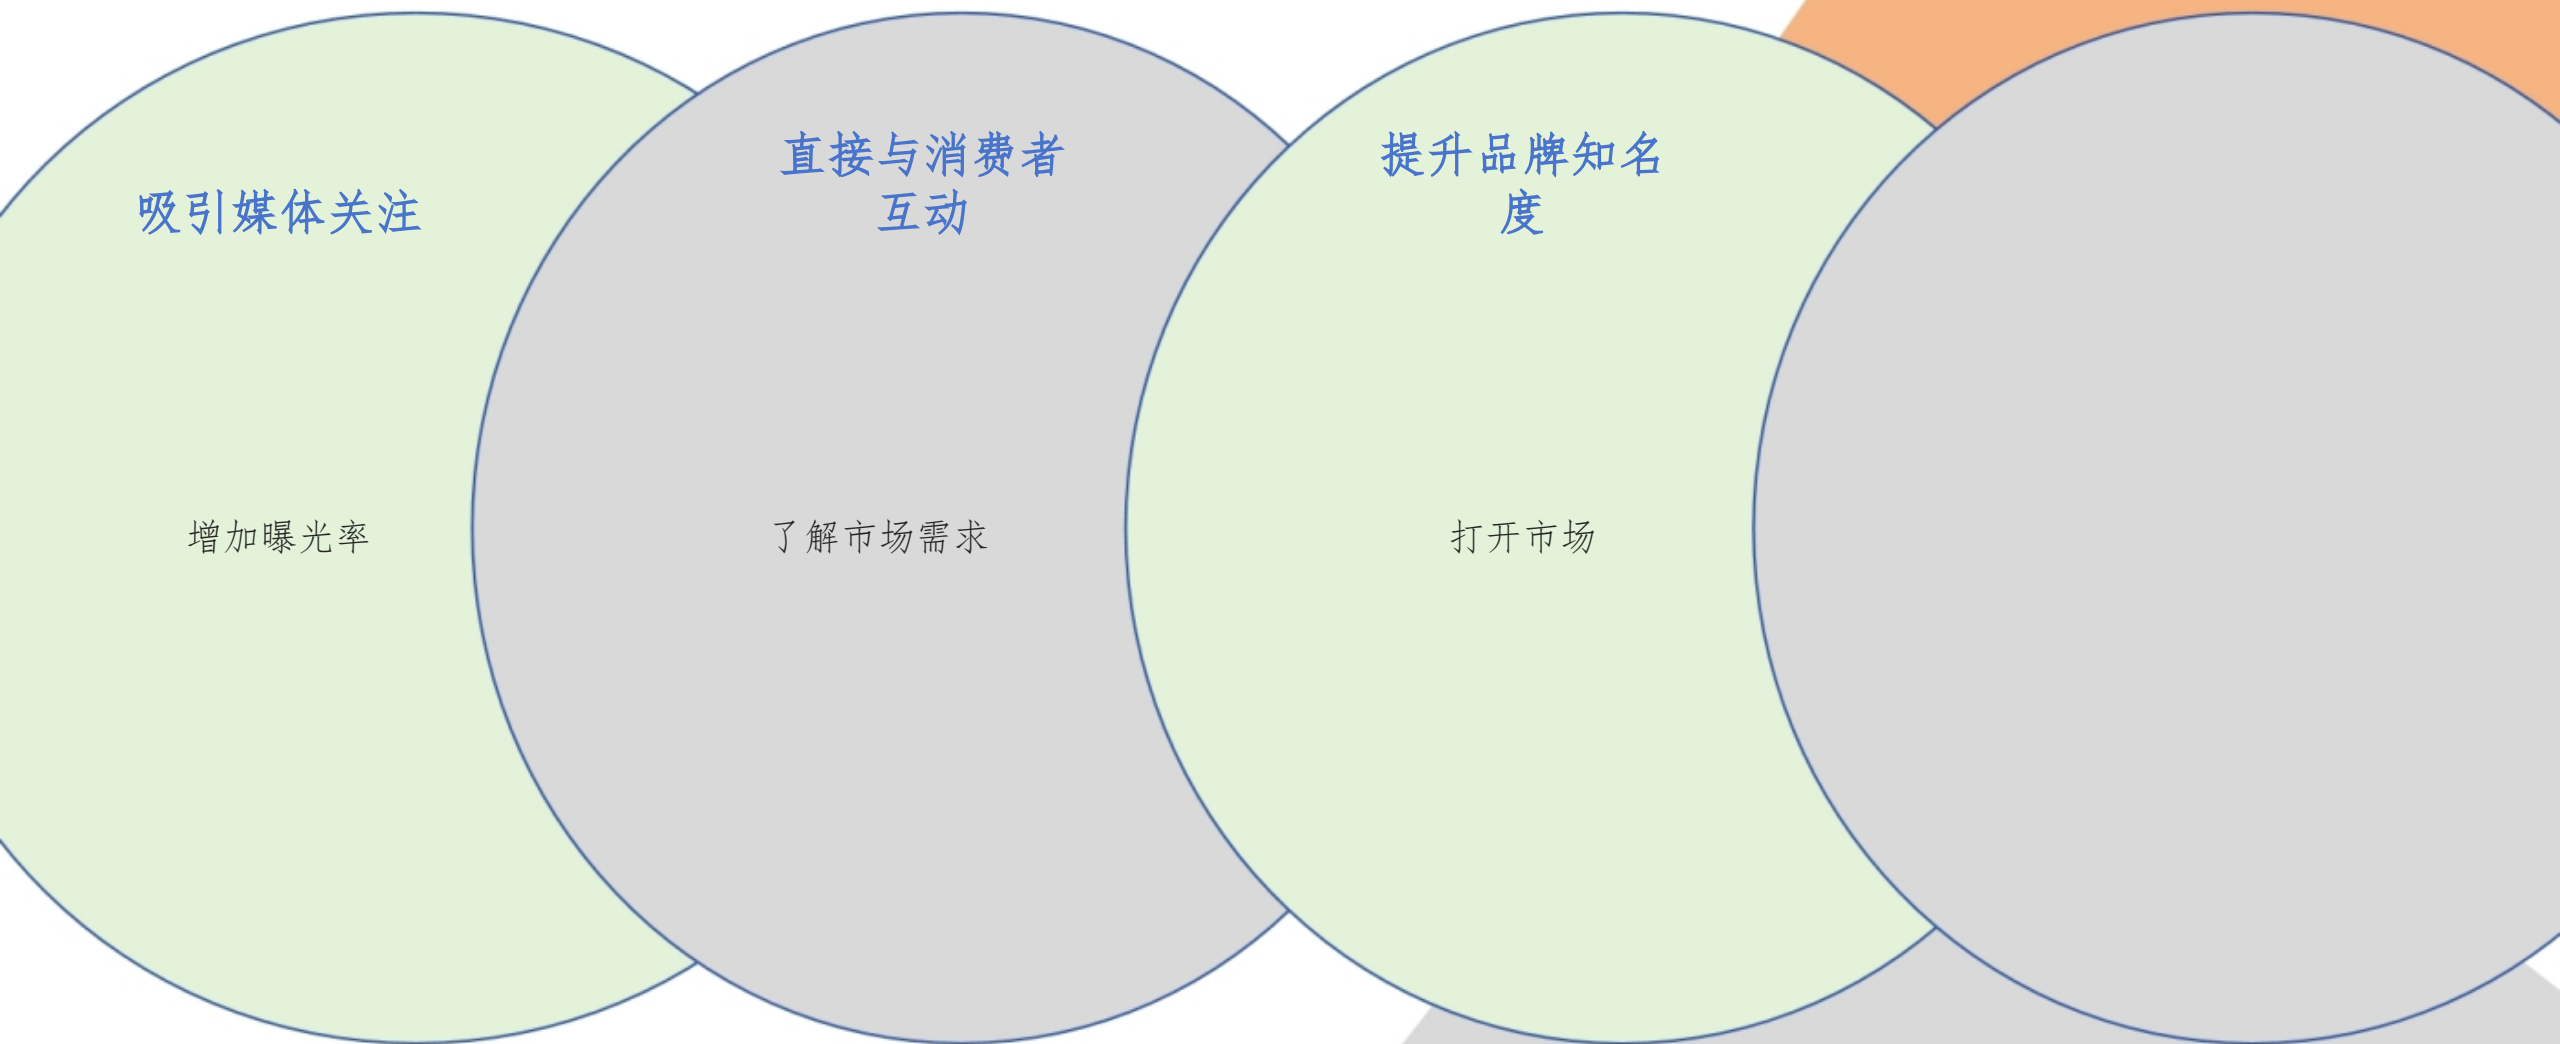 吸引媒体关注
增加曝光率
直接与消费者
互动
了解市场需求
提升品牌知名
度
打开市场